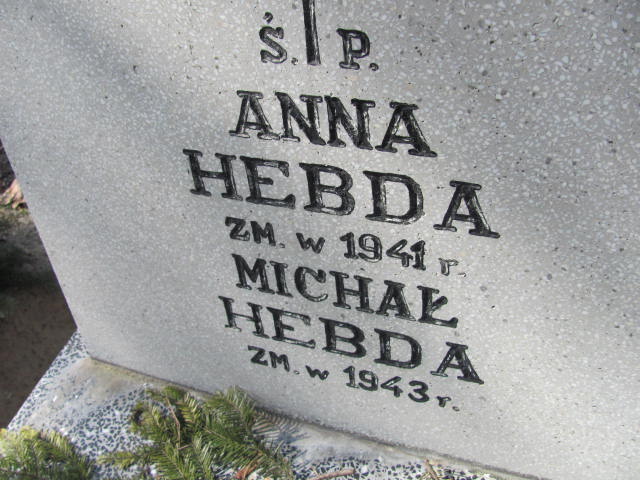 Ś. P.
ANNA
HEBDA
ZM. W 1941 r.
MICHAŁ
HEBDA
ZM. W 1943 r.